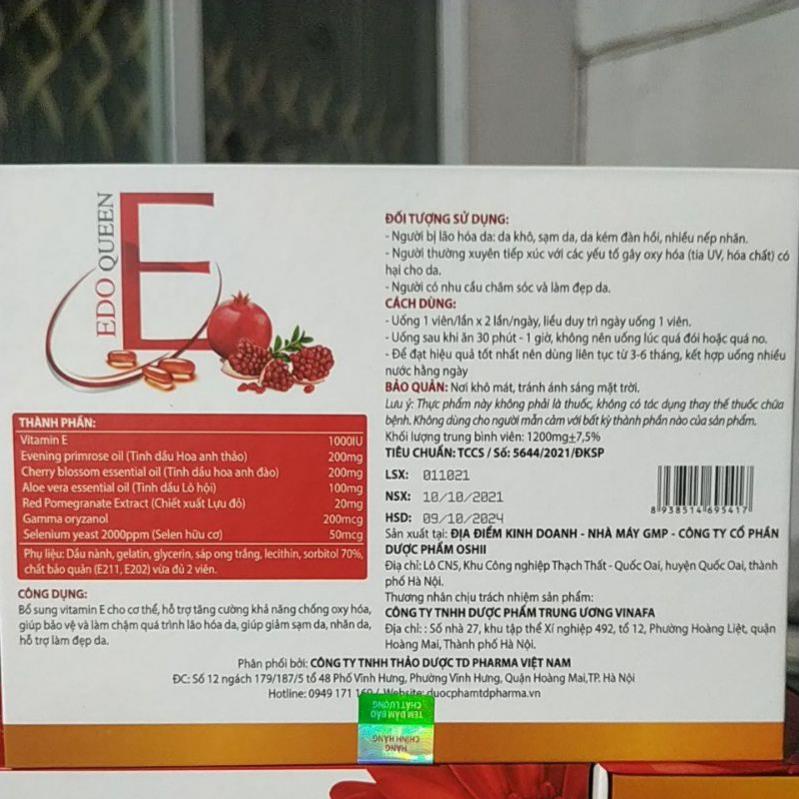 EDO QUEEN
E
THÀNH PHẦN:
Vitamin E 1000IU
Evening primrose oil (Tinh dầu Hoa anh thảo) 200mg
Cherry blossom essential oil (Tinh dầu hoa anh đào) 200mg
Aloe vera essential oil (Tinh dầu Lô hội) 100mg
Red Pomegranate Extract (Chiết xuất Lựu đỏ) 20mg
Gamma oryzanol 200mcg
Selenium yeast 2000ppm (Selen hữu cơ) 50mcg
Phụ liệu: Dầu nành, gelatin, glycerin, sáp ong trắng, lecithin, sorbitol 70%,
chất bảo quản (E211, E202) vừa đủ 2 viên.
CÔNG DỤNG:
Bổ sung vitamin E cho cơ thể, hỗ trợ tăng cường khả năng chống oxy hóa,
giúp bảo vệ và làm chậm quá trình lão hóa da, giúp giảm sạm da, nhăn da,
hỗ trợ làm đẹp da.
ĐỐI TƯỢNG SỬ DỤNG:
- Người bị lão hóa da: da khô, sạm da, da kém đàn hồi, nhiều nếp nhăn.
- Người thường xuyên tiếp xúc với các yếu tố gây oxy hóa (tia UV, hóa chất) có
hại cho da.
- Người có nhu cầu chăm sóc và làm đẹp da.
CÁCH DÙNG:
- Uống 1 viên/lần x 2 lần/ngày, liều duy trì ngày uống 1 viên.
- Uống sau khi ăn 30 phút - 1 giờ, không nên uống lúc quá đói hoặc quá no.
- Để đạt hiệu quả tốt nhất nên dùng liên tục từ 3-6 tháng, kết hợp uống nhiều
nước hằng ngày
BẢO QUẢN: Nơi khô mát, tránh ánh sáng mặt trời.
Lưu ý: Thực phẩm này không phải là thuốc, không có tác dụng thay thế thuốc chữa
bệnh. Không dùng cho người mẫn cảm với bất kỳ thành phần nào của sản phẩm.
Khối lượng trung bình viên: 1200mg±7,5%
TIÊU CHUẨN: TCCS / Số: 5644/2021/ĐKSP
LSX: 011021
NSX: 10/10/2021
HSD: 09/10/2024
8 938514 695417
Sản xuất tại: ĐỊA ĐIỂM KINH DOANH - NHÀ MÁY GMP - CÔNG TY CỔ PHẦN
DƯỢC PHẨM OSHII
Địa chỉ: Lô CN5, Khu Công nghiệp Thạch Thất - Quốc Oai, huyện Quốc Oai, thành
phố Hà Nội.
Thương nhân chịu trách nhiệm sản phẩm:
CÔNG TY TNHH DƯỢC PHẨM TRUNG ƯƠNG VINAFA
Địa chỉ: : Số nhà 27, khu tập thể Xí nghiệp 492, tổ 12, Phường Hoàng Liệt, quận
Hoàng Mai, Thành phố Hà Nội.
Phân phối bởi: CÔNG TY TNHH THẢO DƯỢC TD PHARMA VIỆT NAM
ĐC: Số 12 ngách 179/187/5 tổ 48 Phố Vĩnh Hưng, Phường Vĩnh Hưng, Quận Hoàng Mai,TP. Hà Nội
Hotline: 0949 171 169 / Website: duocphamtdpharma.vn
TEM ĐẢM BẢO
CHẤT LƯỢNG
HÀNG
CHÍNH HÃNG